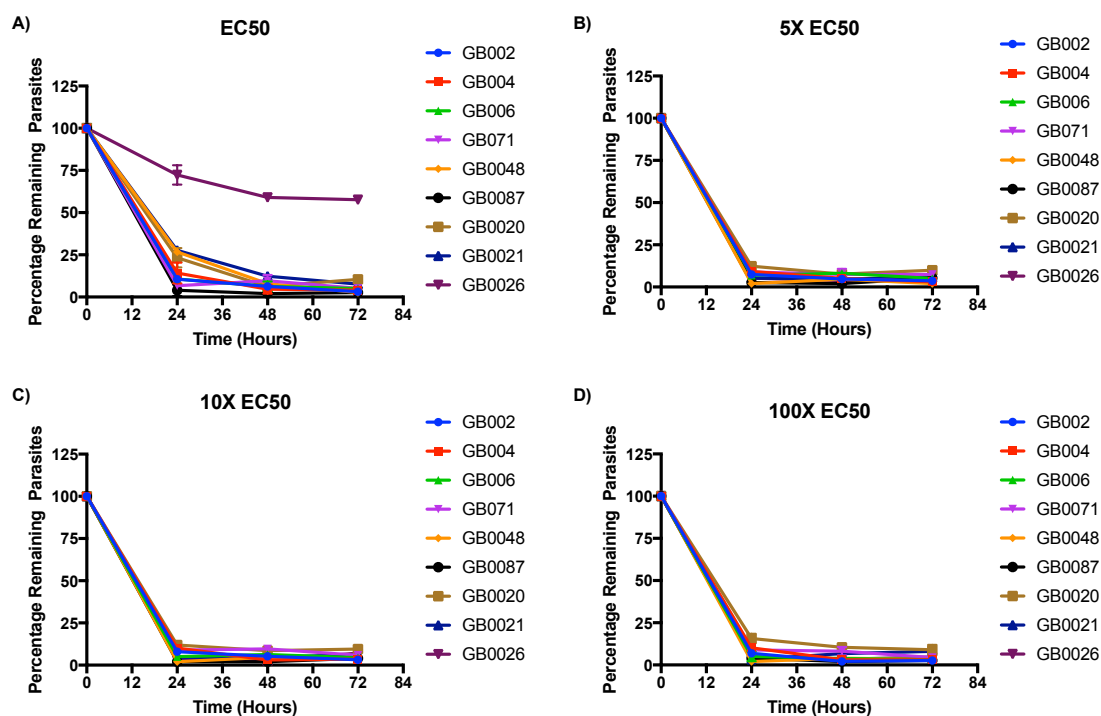 A)
EC50
Percentage Remaining Parasites
125
100
75
50
25
0
0 12 24 36 48 60 72 84
Time (Hours)
GB002
GB004
GB006
GB071
GB0048
GB0087
GB0020
GB0021
GB0026
B)
5X EC50
Percentage Remaining Parasites
125
100
75
50
25
0
0 12 24 36 48 60 72 84
Time (Hours)
GB002
GB004
GB006
GB071
GB0048
GB0087
GB0020
GB0021
GB0026
C)
10X EC50
Percentage Remaining Parasites
125
100
75
50
25
0
0 12 24 36 48 60 72 84
Time (Hours)
GB002
GB004
GB006
GB071
GB0048
GB0087
GB0020
GB0021
GB0026
D)
100X EC50
Percentage Remaining Parasites
125
100
75
50
25
0
0 12 24 36 48 60 72 84
Time (Hours)
GB002
GB004
GB006
GB0071
GB0048
GB0087
GB0020
GB0021
GB0026